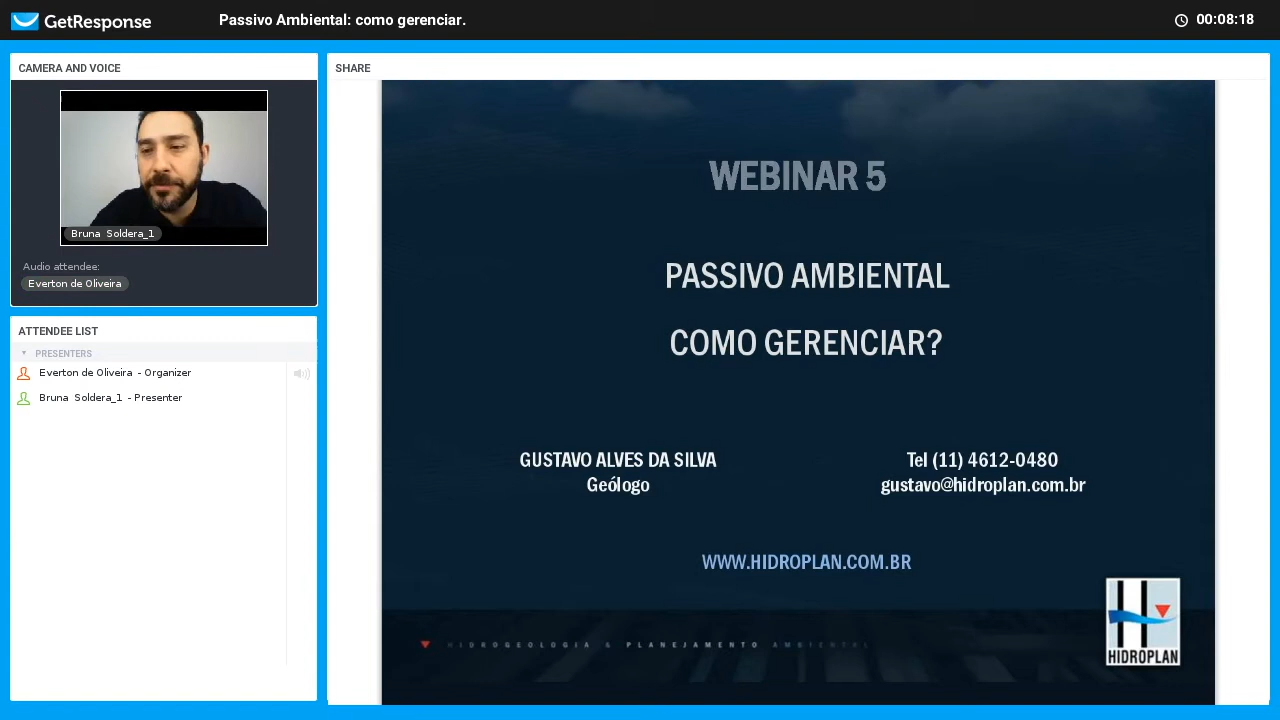 GetResponse
Passivo Ambiental: como gerenciar.
00:08:18
CAMERA AND VOICE
Bruna Soldera_1
Audio attendee:
Everton de Oliveira
ATTENDEE LIST
PRESENTERS
Everton de Oliveira - Organizer
Bruna Soldera_1 - Presenter
SHARE
WEBINAR 5
PASSIVO AMBIENTAL
COMO GERENCIAR?
GUSTAVO ALVES DA SILVA
Geólogo
Tel (11) 4612-0480
gustavo@hidroplan.com.br
WWW.HIDROPLAN.COM.BR
HIDROGEOLOGIA & PLANEJAMENTO AMBIENTAL
HIDROPLAN